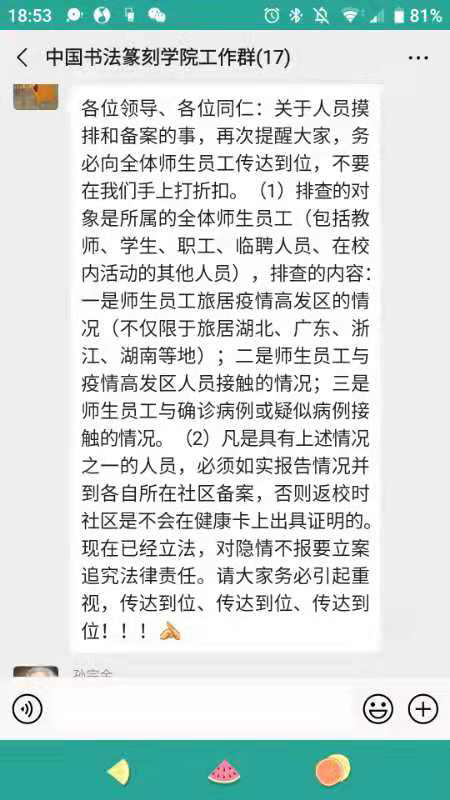 18:53
81%
中国书法篆刻学院工作群(17)
各位领导、各位同仁：关于人员摸
排和备案的事，再次提醒大家，务
必向全体师生员工传达到位，不要
在我们手上打折扣。（1）排查的对
象是所属的全体师生员工（包括教
师、学生、职工、临聘人员、在校
内活动的其他人员），排查的内容：
一是师生员工旅居疫情高发区的情
况（不仅限于旅居湖北、广东、浙
江、湖南等地）；二是师生员工与
疫情高发区人员接触的情况；三是
师生员工与确诊病例或疑似病例接
触的情况。（2）凡是具有上述情况
之一的人员，必须如实报告情况并
到各自所在社区备案，否则返校时
社区是不会在健康卡上出具证明的。
现在已经立法，对隐情不报要立案
追究法律责任。请大家务必引起重
视，传达到位、传达到位、传达到
位！！！